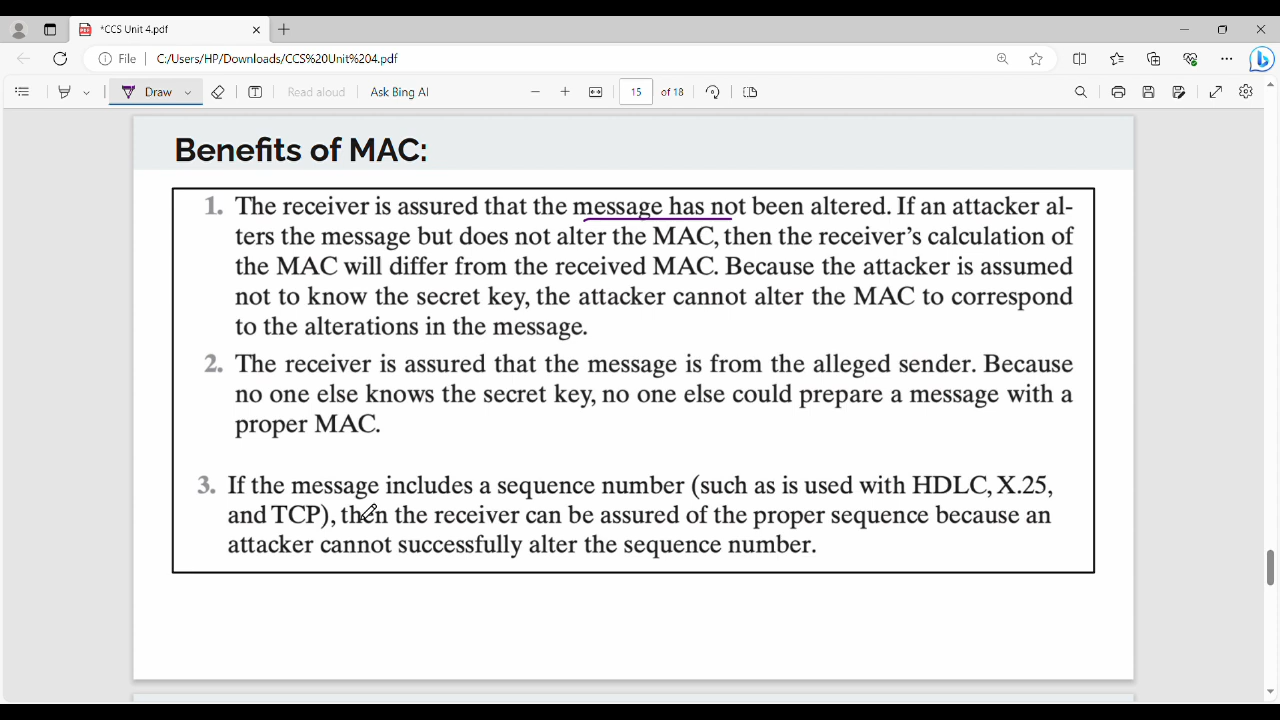 *CCS Unit 4.pdf
File C:/Users/HP/Downloads/CCS%20Unit%204.pdf
Draw Read aloud Ask Bing AI 15 of 18
Benefits of MAC:
1. The receiver is assured that the message has not been altered. If an attacker al-
ters the message but does not alter the MAC, then the receiver's calculation of
the MAC will differ from the received MAC. Because the attacker is assumed
not to know the secret key, the attacker cannot alter the MAC to correspond
to the alterations in the message.
2. The receiver is assured that the message is from the alleged sender. Because
no one else knows the secret key, no one else could prepare a message with a
proper MAC.
3. If the message includes a sequence number (such as is used with HDLC, X.25,
and TCP), then the receiver can be assured of the proper sequence because an
attacker cannot successfully alter the sequence number.